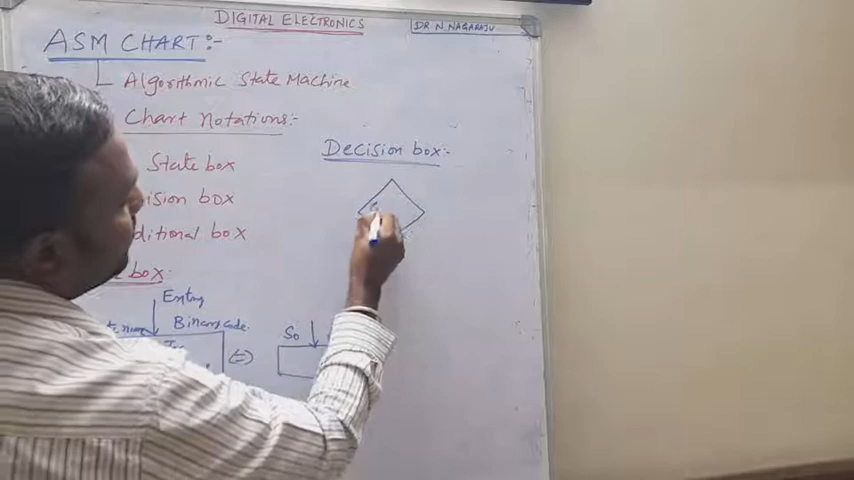 DIGITAL ELECTRONICS
DR N NAGARAJU
ASM CHART:-
Algorithmic State Machine
Chart Notations:-
State box
ision box
ditional box
box:
Decision box:-
Entry
Binary code
So